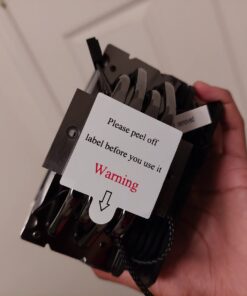 Please peel off
label before you use it
Warning